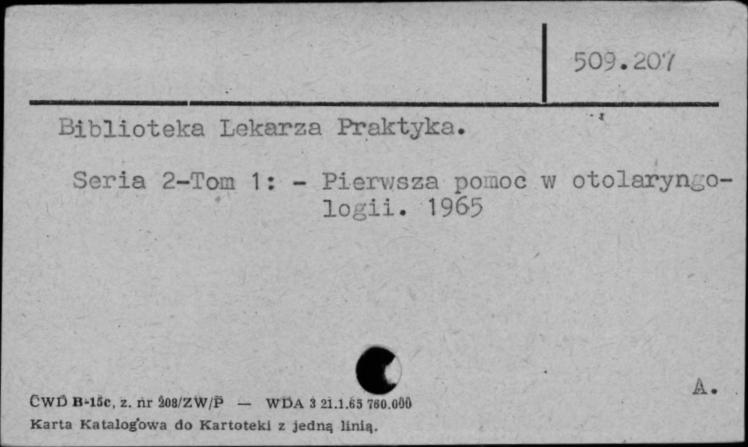 509.207
Biblioteka Lekarza Praktyka.
Seria 2-Tom 1: - Pierwsza pomoc w otolaryngo-
logii. 1965
A.
CWD B-15c, z. nr 208/ZW/P — WDA 3 21.1.65 760.000
Karta Katalogowa do Kartoteki z jedną linią.